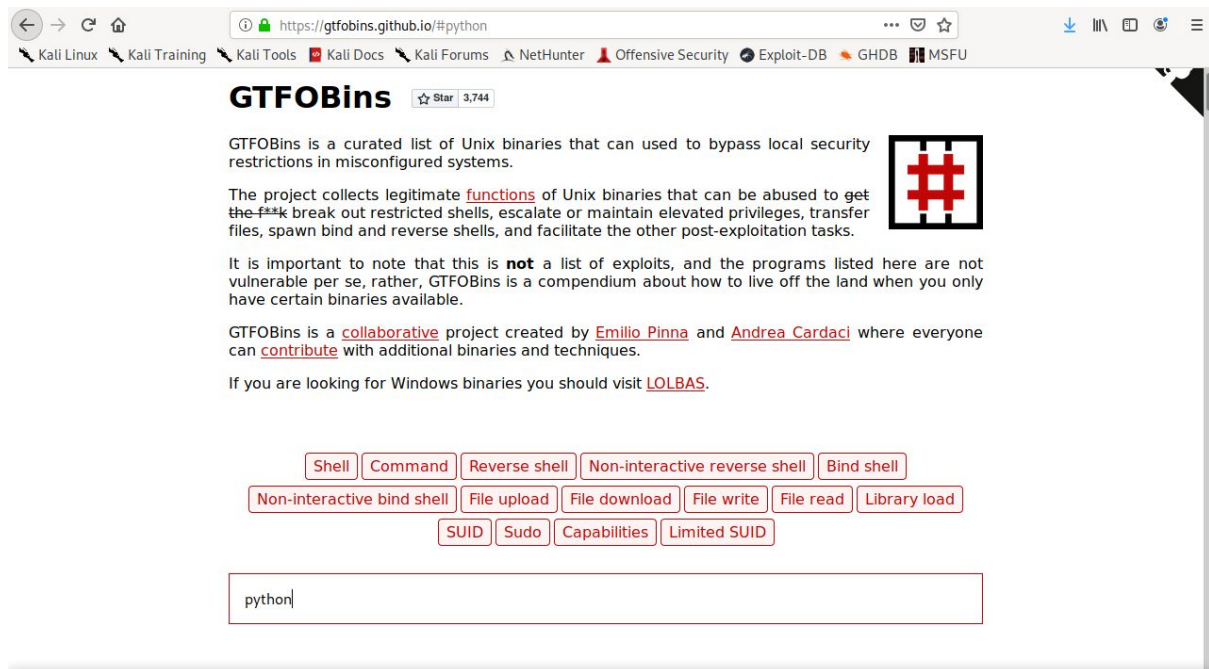 https://gtfobins.github.io/#python
Kali Linux Kali Training Kali Tools Kali Docs Kali Forums NetHunter Offensive Security Exploit-DB GHDB MSFU
GTFOBins Star 3,744
GTFOBins is a curated list of Unix binaries that can used to bypass local security
restrictions in misconfigured systems.
The project collects legitimate functions of Unix binaries that can be abused to get
the f**k break out restricted shells, escalate or maintain elevated privileges, transfer
files, spawn bind and reverse shells, and facilitate the other post-exploitation tasks.
It is important to note that this is not a list of exploits, and the programs listed here are not
vulnerable per se, rather, GTFOBins is a compendium about how to live off the land when you only
have certain binaries available.
GTFOBins is a collaborative project created by Emilio Pinna and Andrea Cardaci where everyone
can contribute with additional binaries and techniques.
If you are looking for Windows binaries you should visit LOLBAS.
Shell Command Reverse shell Non-interactive reverse shell Bind shell
Non-interactive bind shell File upload File download File write File read Library load
SUID Sudo Capabilities Limited SUID
python